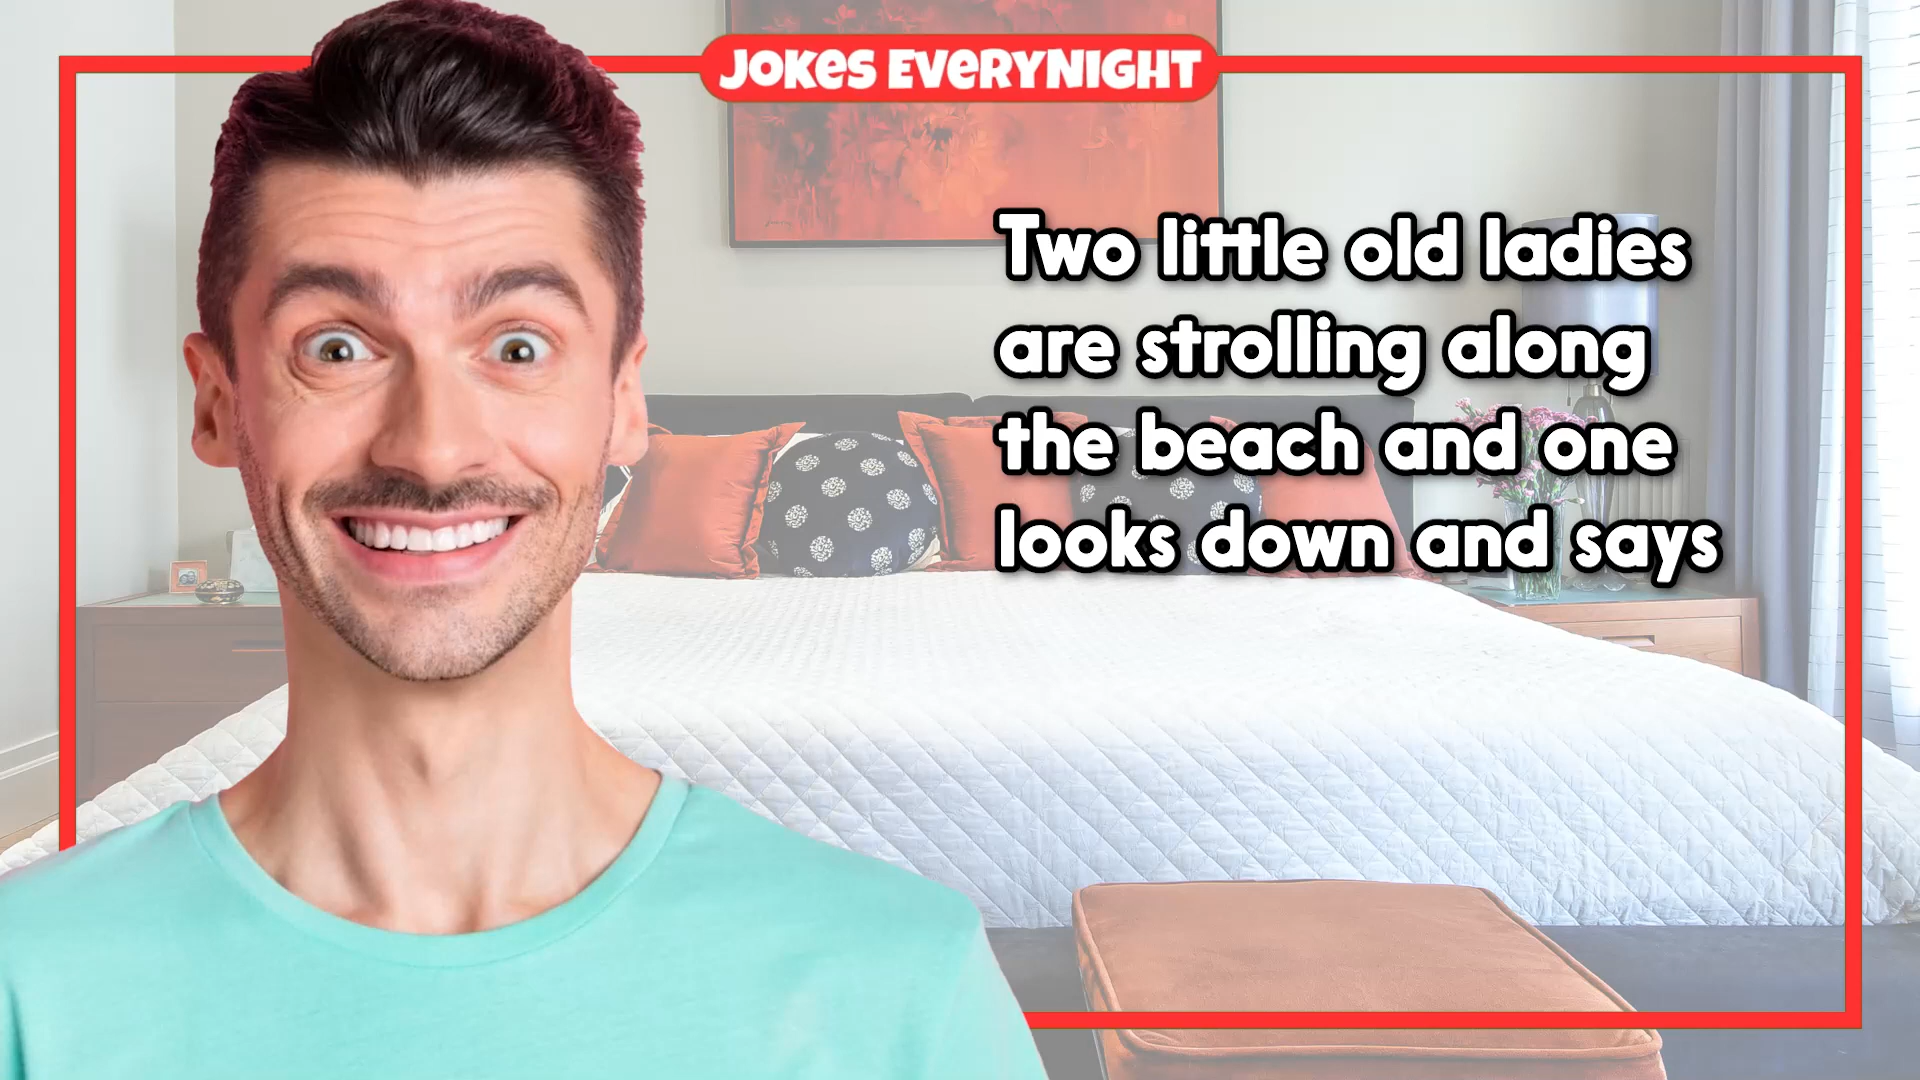 JOKES EVERYNIGHT
Two little old ladies
are strolling along
the beach and one
looks down and says